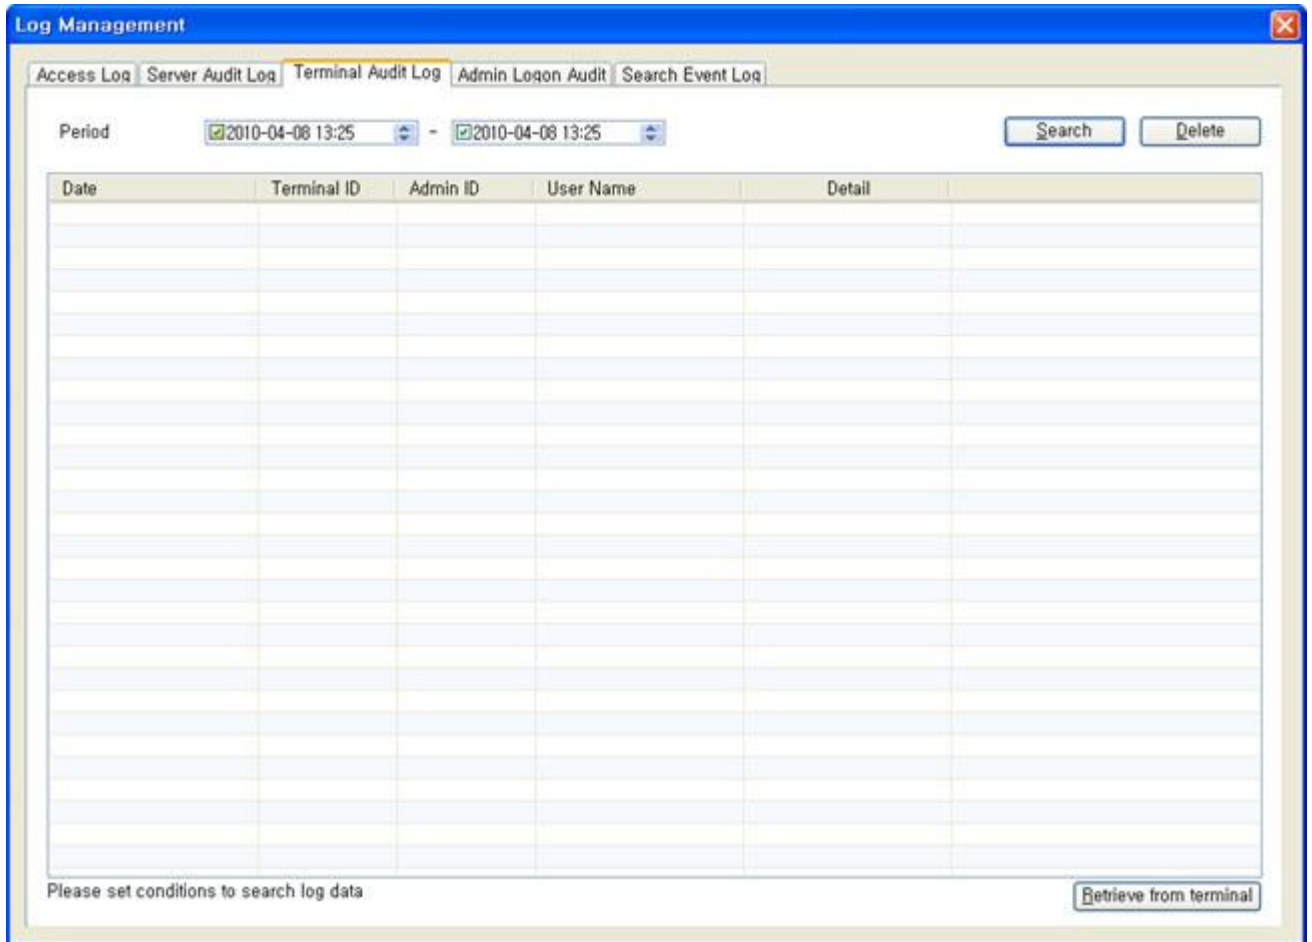 Log Management
Access Log Server Audit Log Terminal Audit Log Admin Logon Audit Search Event Log
Period 2010-04-08 13:25 - 2010-04-08 13:25 Search Delete
Date Terminal ID Admin ID User Name Detail
Please set conditions to search log data Retrieve from terminal